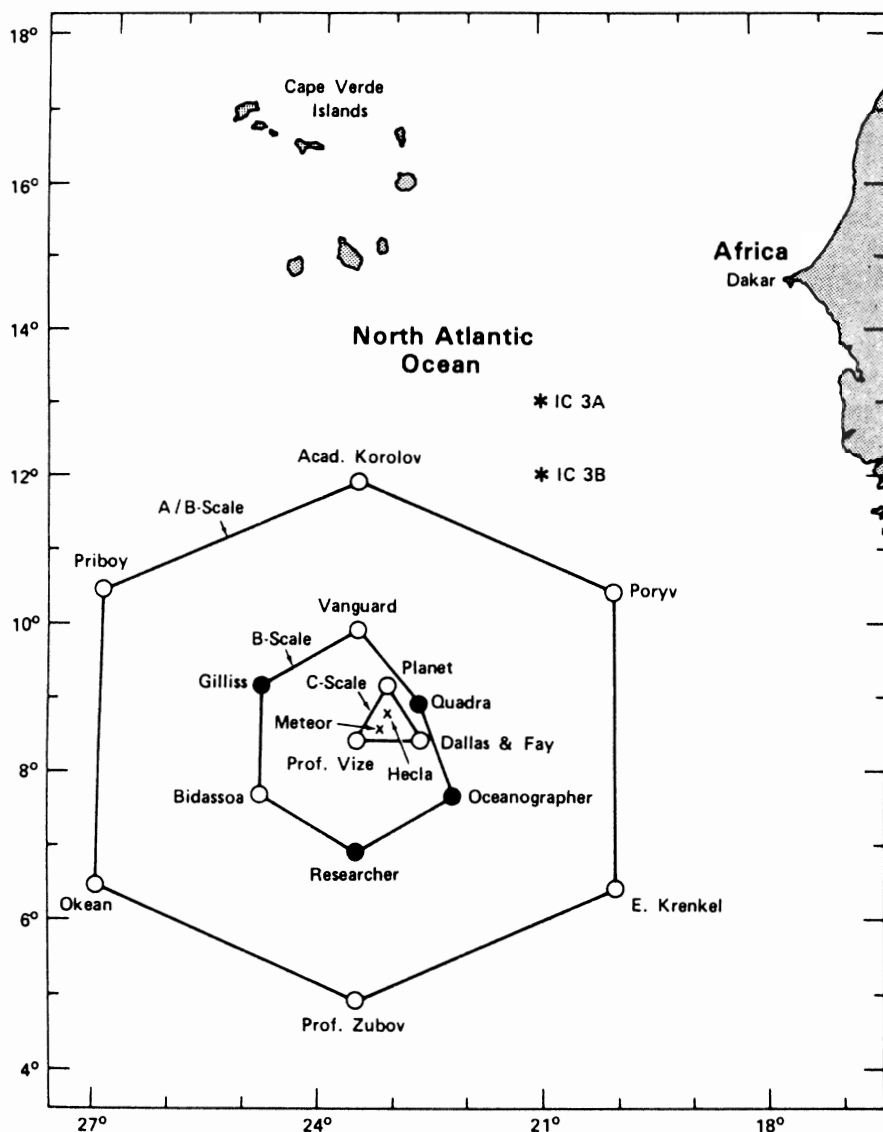 18°
Cape Verde
Islands
16°
Africa
Dakar
14°
North Atlantic
Ocean
* IC 3A
Acad. Korolov
12°
* IC 3B
A/B-Scale
Priboy
Poryv
10°
Vanguard
B-Scale
Planet
Gilliss
C-Scale
Quadra
Meteor
x
x
Dallas & Fay
8°
Prof. Vize
Hecla
Bidassoa
Oceanographer
Researcher
Okean
6°
E. Krenkel
Prof. Zubov
4°
27°
24°
21°
18°